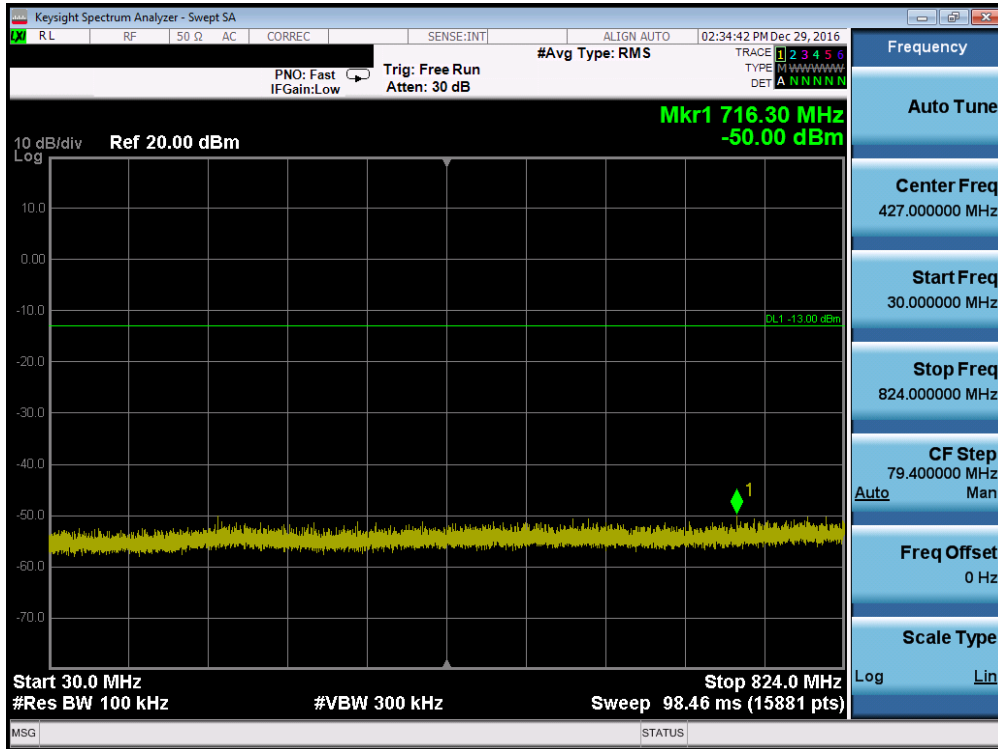 Keysight Spectrum Analyzer - Swept SA
LXI RL RF 50 Ω AC CORREC SENSE:INT ALIGN AUTO 02:34:42 PM Dec 29, 2016
PNO: Fast Trig: Free Run #Avg Type: RMS TRACE 1 2 3 4 5 6
IFGain:Low Atten: 30 dB TYPE M WWWWW
DET A N N N N N
Mkr1 716.30 MHz
-50.00 dBm
10 dB/div Ref 20.00 dBm
Log
10.0
0.00
-10.0
DL1 -13.00 dBm
-20.0
-30.0
-40.0
1
-50.0
-60.0
-70.0
Start 30.0 MHz Stop 824.0 MHz
#Res BW 100 kHz #VBW 300 kHz Sweep 98.46 ms (15881 pts)
MSG STATUS
Frequency
Auto Tune
Center Freq
427.000000 MHz
Start Freq
30.000000 MHz
Stop Freq
824.000000 MHz
CF Step
79.400000 MHz
Auto Man
Freq Offset
0 Hz
Scale Type
Log Lin